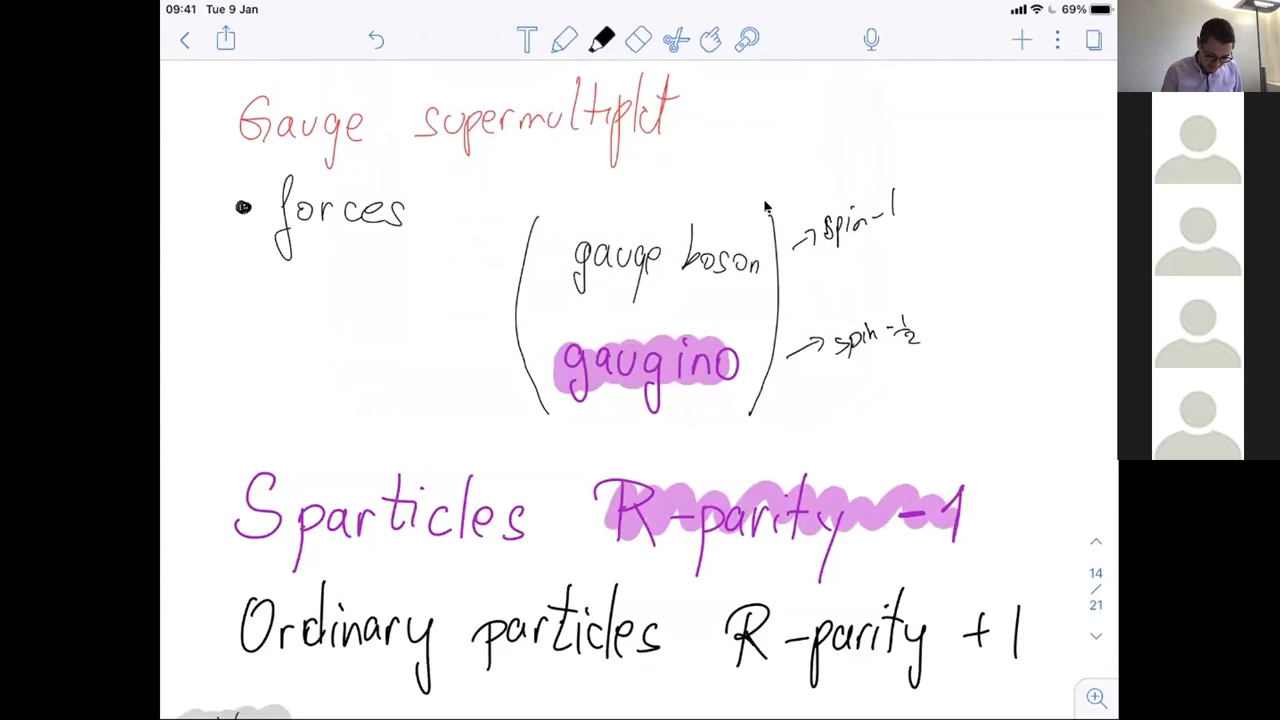 09:41 Tue 9 Jan 69%
Gauge supermultiplet
• forces
gauge boson → spin-1
gaugino → spin-½
Sparticles R-parity -1
Ordinary particles R-parity +1
14
/
21